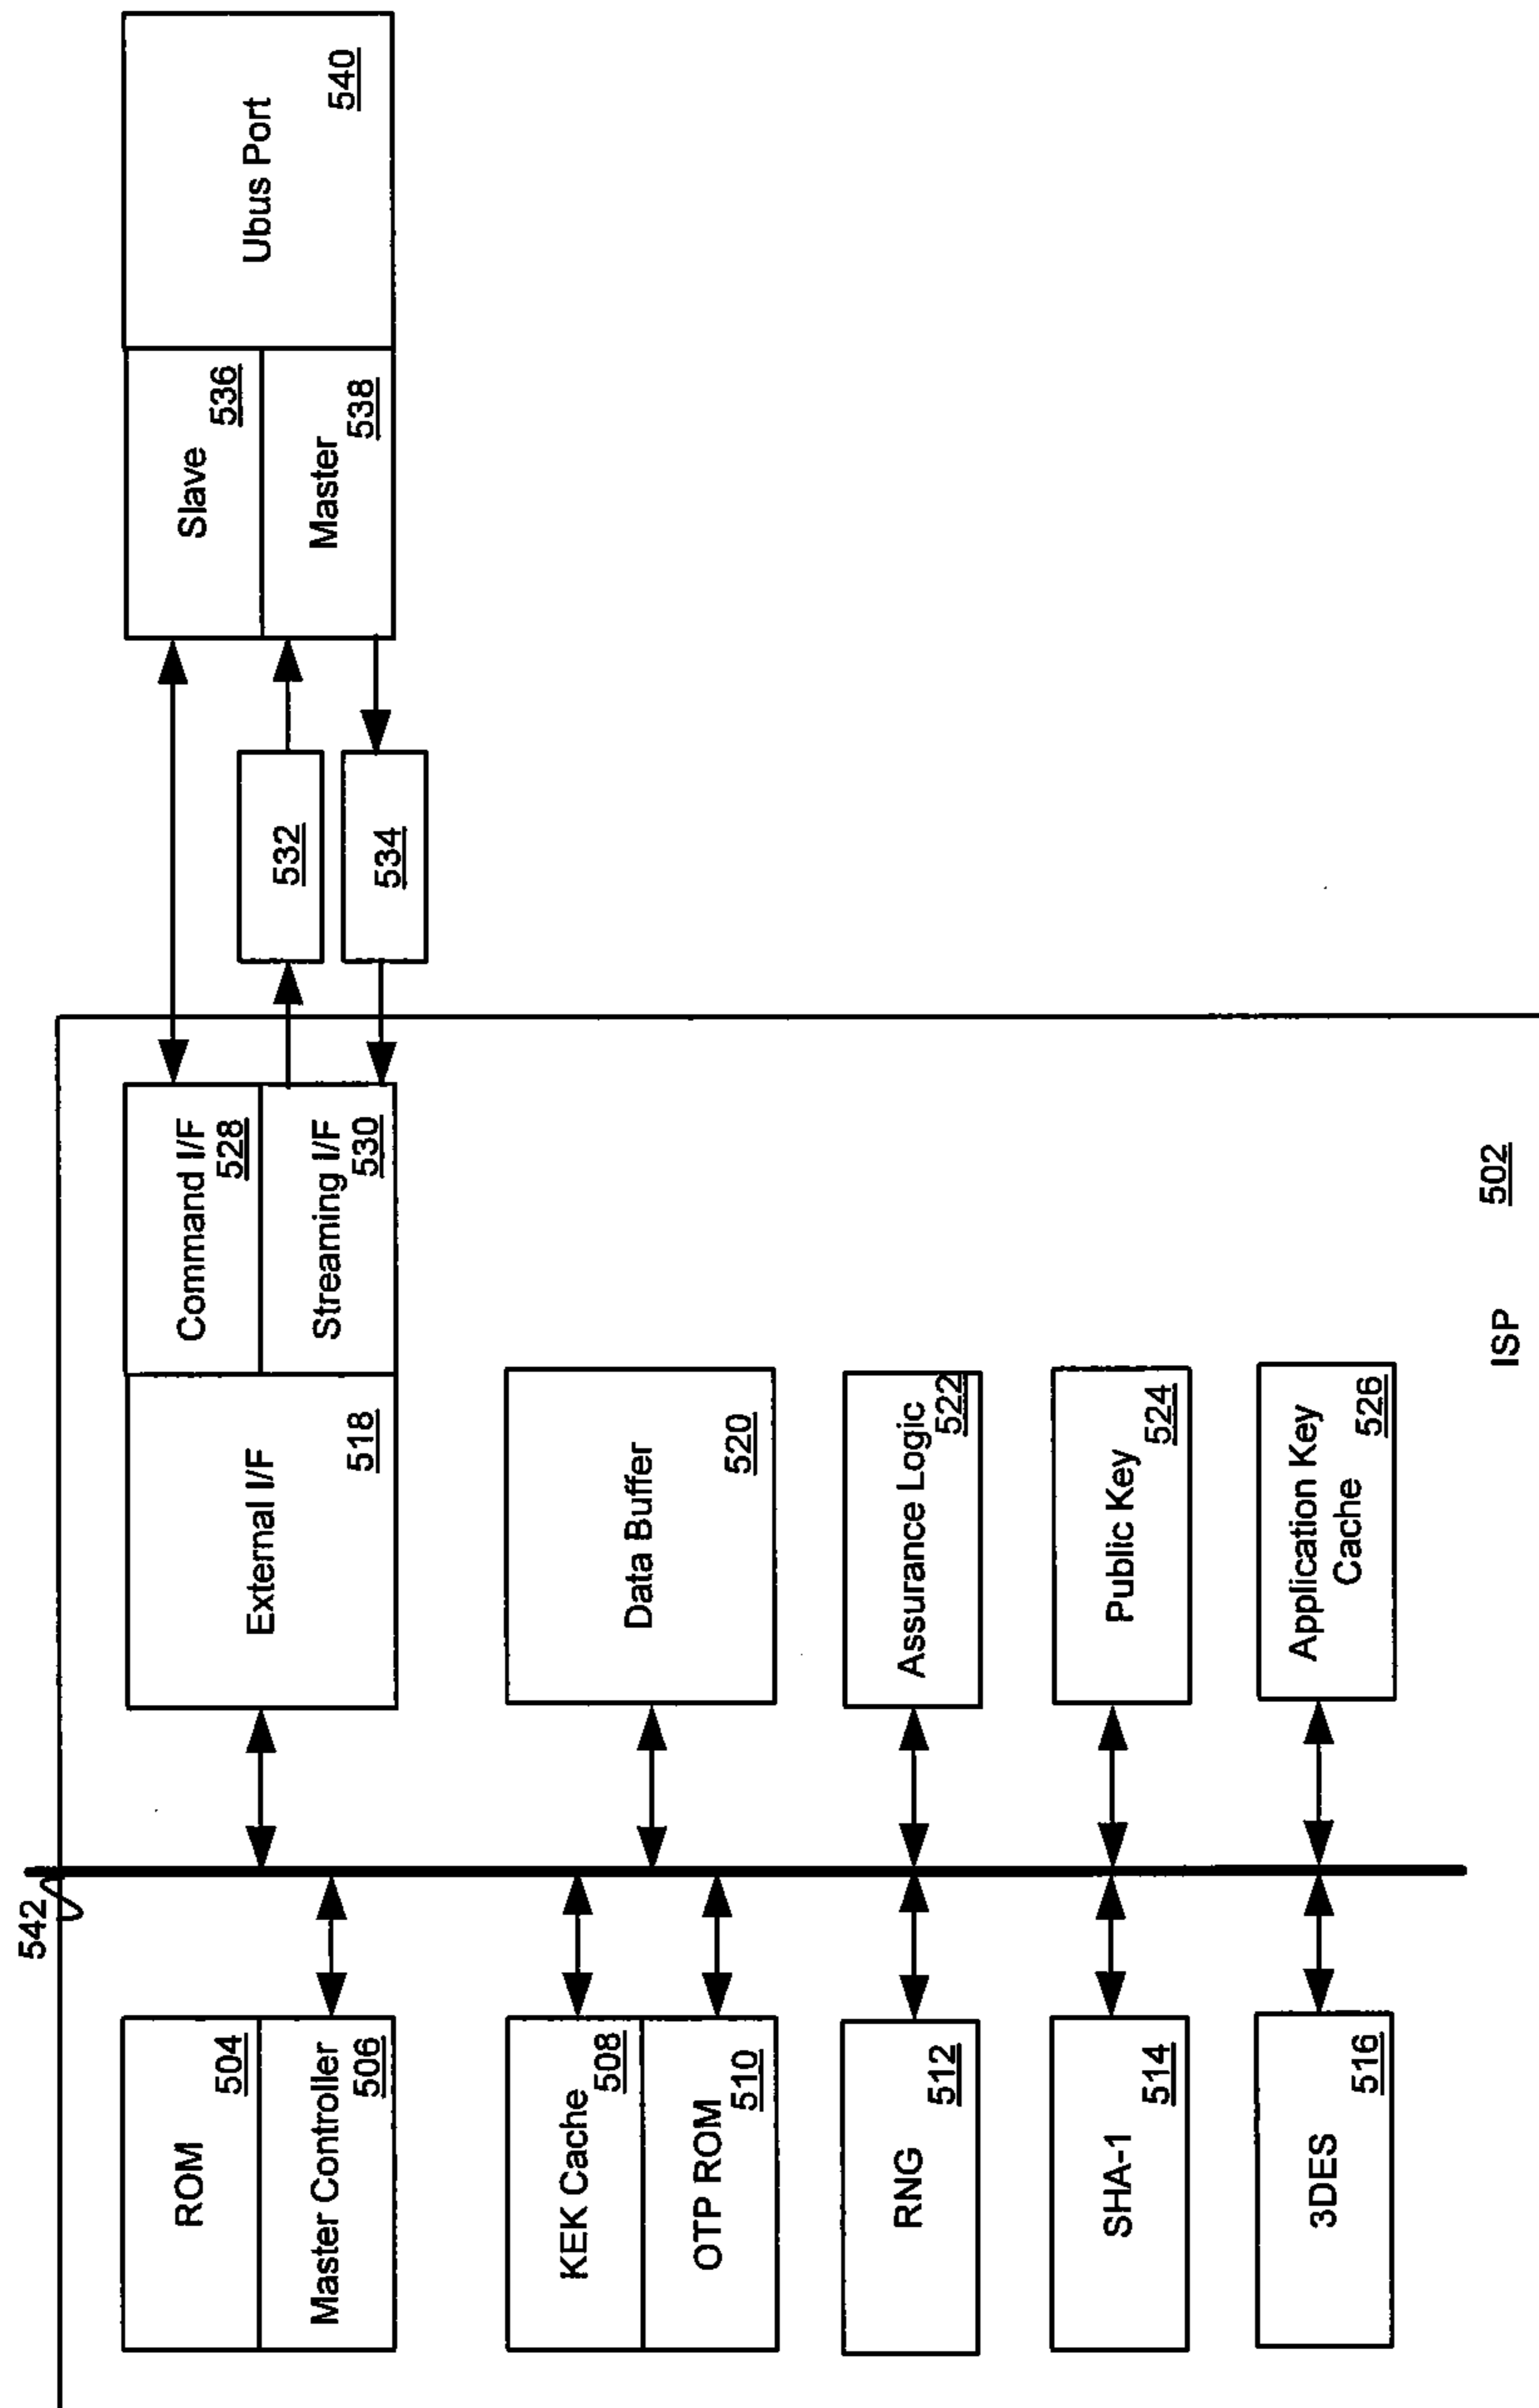 542
ROM
504
Master Controller
506
KEK Cache
508
OTP ROM
510
RNG
512
SHA-1
514
3DES
516
External I/F
518
Command I/F
528
Streaming I/F
530
Data Buffer
520
Assurance Logic
522
Public Key
524
Application Key
Cache
526
ISP
502
532
534
Slave
536
Master
538
Ubus Port
540